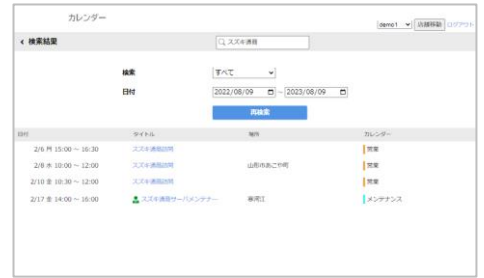 カレンダー
demo1 店舗移動 ログアウト
< 検索結果 スズキ通商
検索 すべて
日付 2022/08/09 ~ 2023/08/09
再検索
日付 タイトル 場所 カレンダー
2/6 月 15:00 ~ 16:30 スズキ通商訪問 営業
2/8 水 10:00 ~ 12:00 スズキ通商訪問 山形市あこや町 営業
2/10 金 10:30 ~ 12:00 スズキ通商訪問 営業
2/17 金 14:00 ~ 16:00 スズキ通商サーバメンテナー 寒河江 メンテナンス